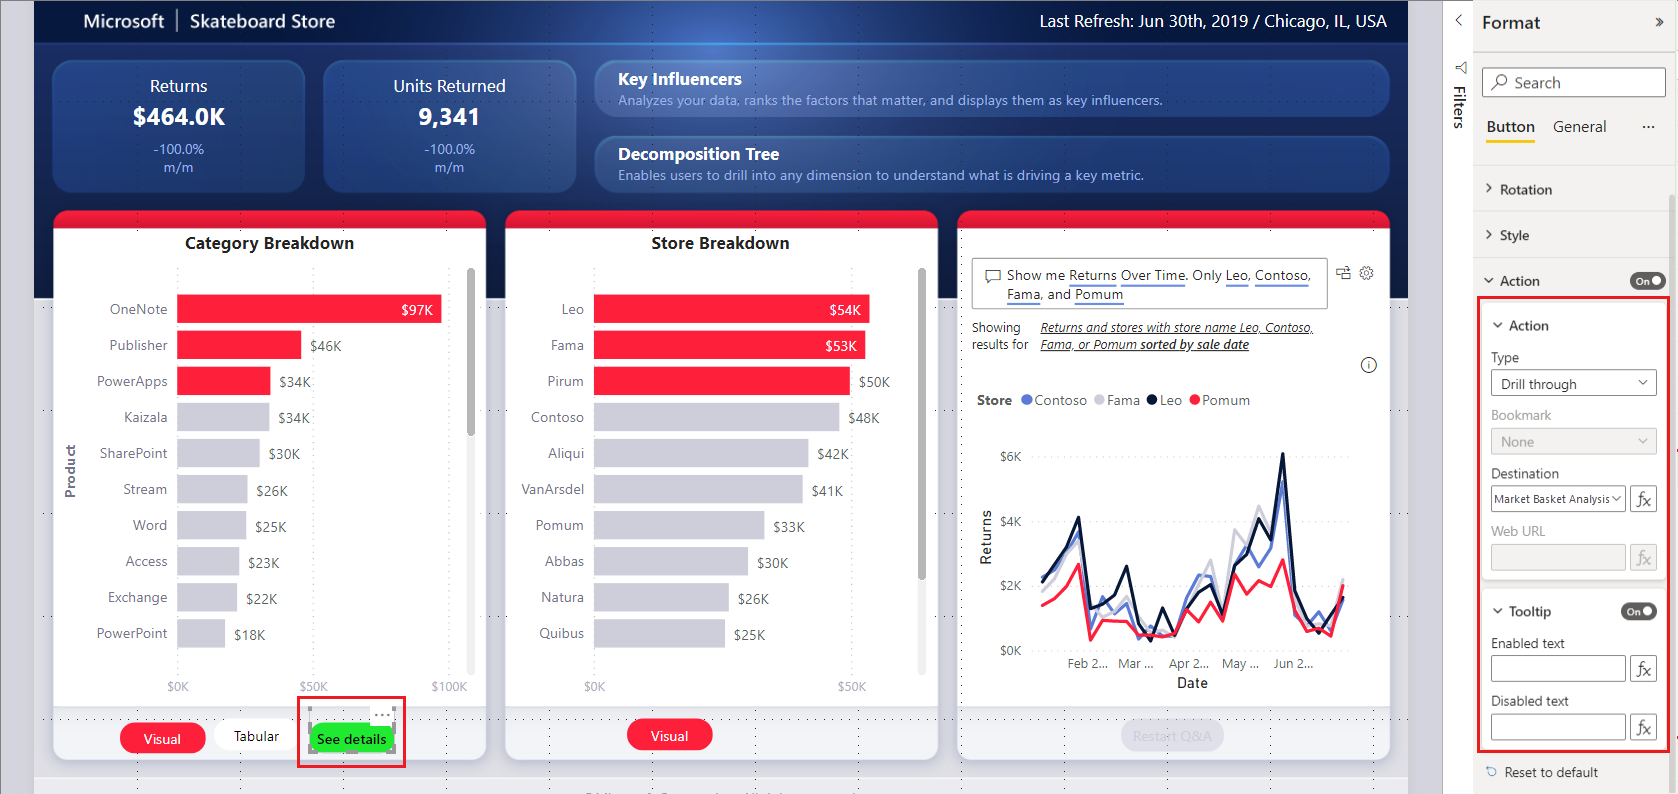 Microsoft | Skateboard Store
Last Refresh: Jun 30th, 2019 / Chicago, IL, USA
Returns
$464.0K
-100.0%
m/m
Units Returned
9,341
-100.0%
m/m
Key Influencers
Analyzes your data, ranks the factors that matter, and displays them as key influencers.
Decomposition Tree
Enables users to drill into any dimension to understand what is driving a key metric.
Category Breakdown
Product
OneNote $97K
Publisher $46K
PowerApps $34K
Kaizala $34K
SharePoint $30K
Stream $26K
Word $25K
Access $23K
Exchange $22K
PowerPoint $18K
$0K $50K $100K
Visual
Tabular
See details
Store Breakdown
Leo $54K
Fama $53K
Pirum $50K
Contoso $48K
Aliqui $42K
VanArsdel $41K
Pomum $33K
Abbas $30K
Natura $26K
Quibus $25K
$0K $50K
Visual
Show me Returns Over Time. Only Leo, Contoso,
Fama, and Pomum
Showing
results for
Returns and stores with store name Leo, Contoso,
Fama, or Pomum sorted by sale date
Store Contoso Fama Leo Pomum
Returns
$6K
$4K
$2K
$0K
Feb 2... Mar ... Apr 2... May ... Jun 2...
Date
Restart Q&A
Filters
Format
Search
Button General
Rotation
Style
Action On
Action
Type
Drill through
Bookmark
None
Destination
Market Basket Analysis fx
Web URL
fx
Tooltip On
Enabled text
fx
Disabled text
fx
Reset to default